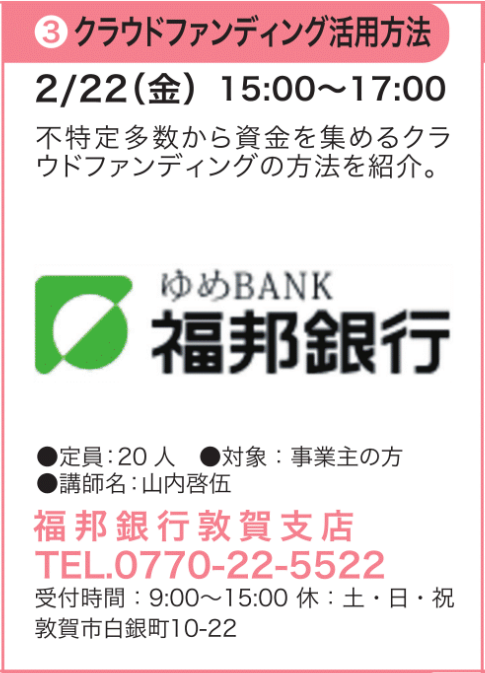 ❸ クラウドファンディング活用方法
2/22（金） 15:00～17:00
不特定多数から資金を集めるクラ
ウドファンディングの方法を紹介。
ゆめBANK
福邦銀行
●定員：20人 ●対象：事業主の方
●講師名：山内啓伍
福邦銀行敦賀支店
TEL.0770-22-5522
受付時間：9:00～15:00 休：土・日・祝
敦賀市白銀町10-22